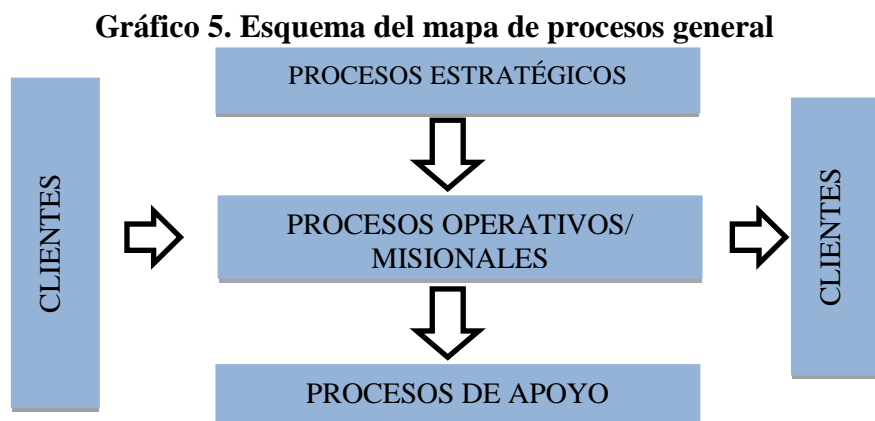 Gráfico 5. Esquema del mapa de procesos general
PROCESOS ESTRATÉGICOS
CLIENTES
PROCESOS OPERATIVOS/
MISIONALES
CLIENTES
PROCESOS DE APOYO